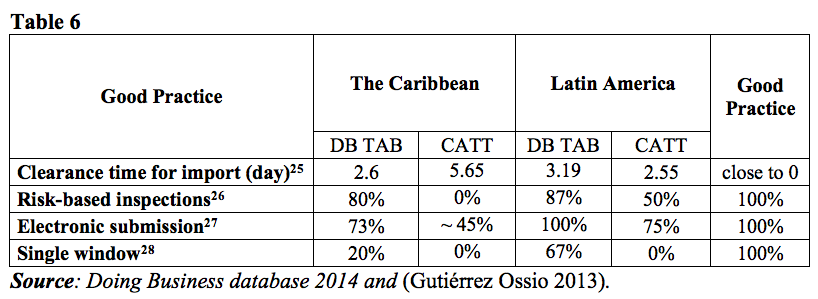 Table 6
Good Practice The Caribbean Latin America Good Practice
DB TAB CATT DB TAB CATT
Clearance time for import (day)25 2.6 5.65 3.19 2.55 close to 0
Risk-based inspections26 80% 0% 87% 50% 100%
Electronic submission27 73% ~ 45% 100% 75% 100%
Single window28 20% 0% 67% 0% 100%
Source: Doing Business database 2014 and (Gutiérrez Ossio 2013).